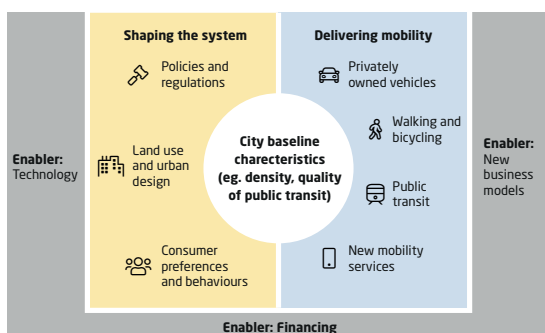 Shaping the system
Delivering mobility
Policies and
regulations
Privately
owned vehicles
Walking and
bicycling
City baseline
charecteristics
(eg. density, quality
of public transit)
Enabler:
Technology
Land use
and urban
design
Enabler:
New
business
models
Public
transit
Consumer
preferences
and behaviours
New mobility
services
Enabler: Financing